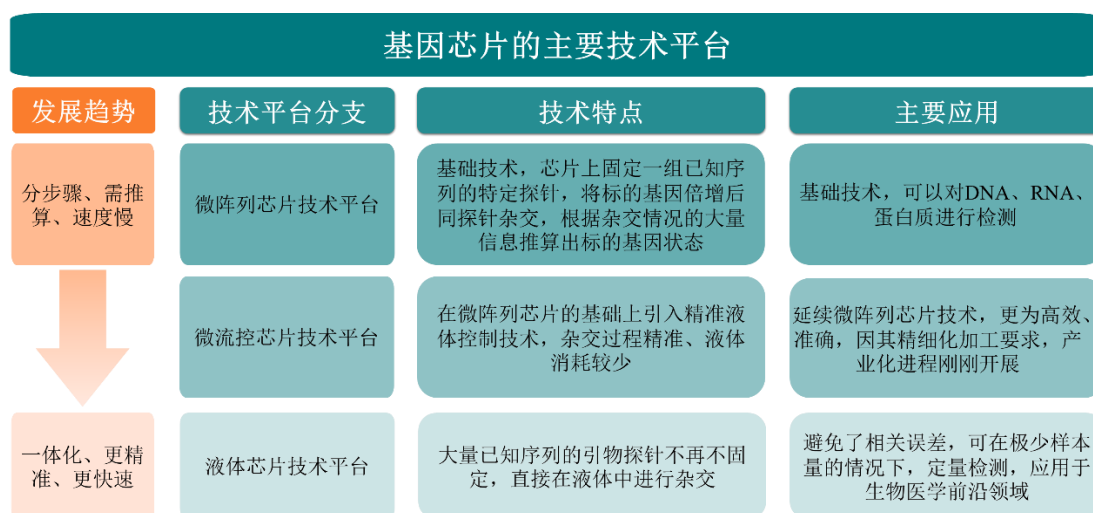 基因芯片的主要技术平台
发展趋势
技术平台分支
技术特点
主要应用
分步骤、需推
算、速度慢
微阵列芯片技术平台
基础技术，芯片上固定一组已知序
列的特定探针，将标的基因倍增后
同探针杂交，根据杂交情况的大量
信息推算出标的基因状态
基础技术，可以对DNA、RNA、
蛋白质进行检测
微流控芯片技术平台
在微阵列芯片的基础上引入精准液
体控制技术，杂交过程精准、液体
消耗较少
延续微阵列芯片技术，更为高效、
准确，因其精细化加工要求，产
业化进程刚刚开展
一体化、更精
准、更快速
液体芯片技术平台
大量已知序列的引物探针不再不固
定，直接在液体中进行杂交
避免了相关误差，可在极少样本
量的情况下，定量检测，应用于
生物医学前沿领域